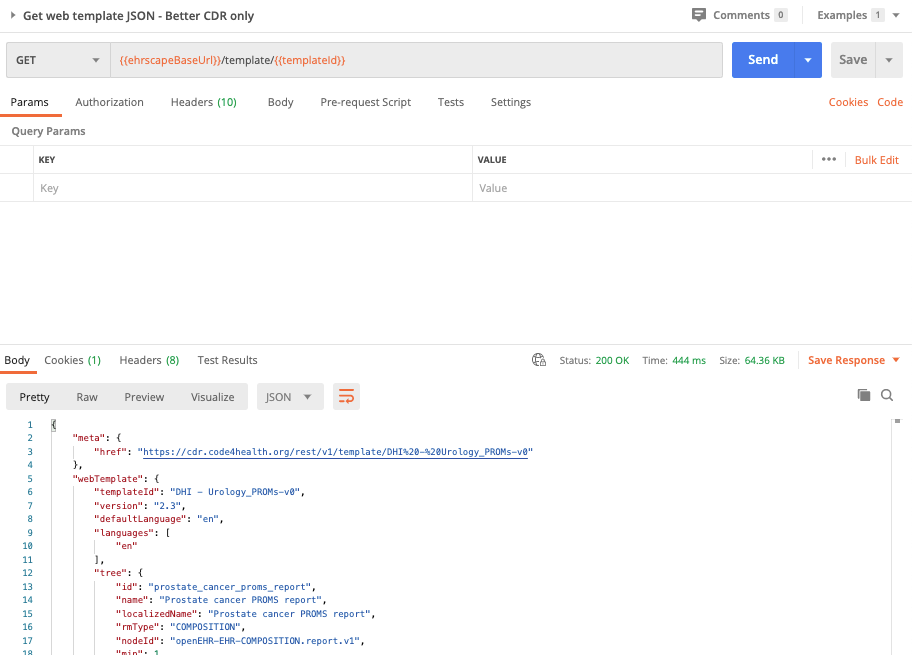 Get web template JSON - Better CDR only
Comments 0
Examples 1
GET
{{ehrscapeBaseUrl}}/template/{{templateId}}
Send
Save
Params Authorization Headers (10) Body Pre-request Script Tests Settings
Cookies Code
Query Params
KEY VALUE ••• Bulk Edit
Key Value
Body Cookies (1) Headers (8) Test Results
Status: 200 OK Time: 444 ms Size: 64.36 KB Save Response
Pretty Raw Preview Visualize JSON
1 {
2 "meta": {
3 "href": "https://cdr.code4health.org/rest/v1/template/DHI%20-%20Urology_PROMs-v0"
4 },
5 "webTemplate": {
6 "templateId": "DHI - Urology_PROMs-v0",
7 "version": "2.3",
8 "defaultLanguage": "en",
9 "languages": [
10 "en"
11 ],
12 "tree": {
13 "id": "prostate_cancer_proms_report",
14 "name": "Prostate cancer PROMS report",
15 "localizedName": "Prostate cancer PROMS report",
16 "rmType": "COMPOSITION",
17 "nodeId": "openEHR-EHR-COMPOSITION.report.v1",
18 "min": 1